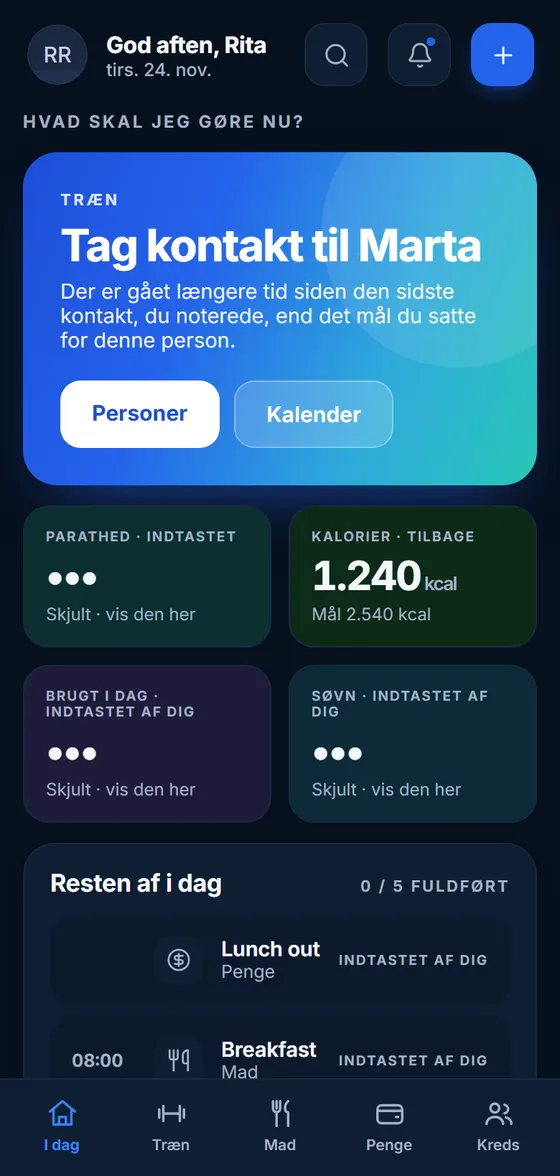 RR
God aften, Rita
tirs. 24. nov.
HVAD SKAL JEG GØRE NU?
TRÆN
Tag kontakt til Marta
Der er gået længere tid siden den sidste
kontakt, du noterede, end det mål du satte
for denne person.
Personer
Kalender
PARATHED · INDTASTET
Skjult · vis den her
KALORIER · TILBAGE
1.240 kcal
Mål 2.540 kcal
BRUGT I DAG ·
INDTASTET AF DIG
Skjult · vis den her
SØVN · INDTASTET AF
DIG
Skjult · vis den her
Resten af i dag
0 / 5 FULDFØRT
Lunch out
Penge
INDTASTET AF DIG
08:00
Breakfast
Mad
INDTASTET AF DIG
I dag
Træn
Mad
Penge
Kreds